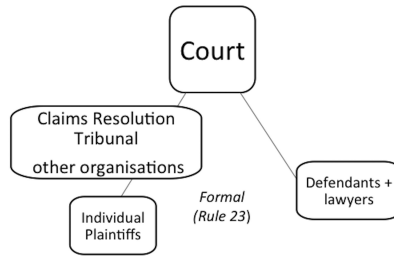 Court
Claims Resolution
Tribunal
other organisations
Formal
(Rule 23)
Defendants +
lawyers
Individual
Plaintiffs